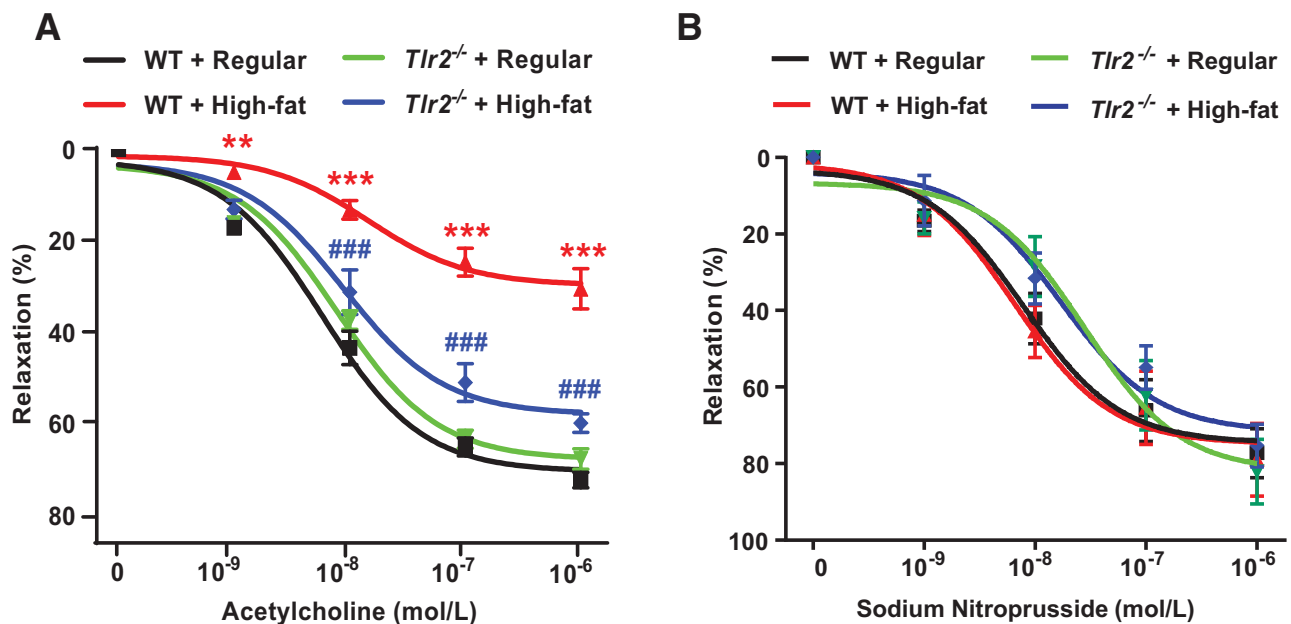 A
WT + Regular
Tlr2-/- + Regular
WT + High-fat
Tlr2-/- + High-fat
**
***
***
***
###
###
###
0
20
40
60
80
Relaxation (%)
0
10-9
10-8
10-7
10-6
Acetylcholine (mol/L)
B
WT + Regular
Tlr2-/- + Regular
WT + High-fat
Tlr2-/- + High-fat
0
20
40
60
80
100
Relaxation (%)
0
10-9
10-8
10-7
10-6
Sodium Nitroprusside (mol/L)